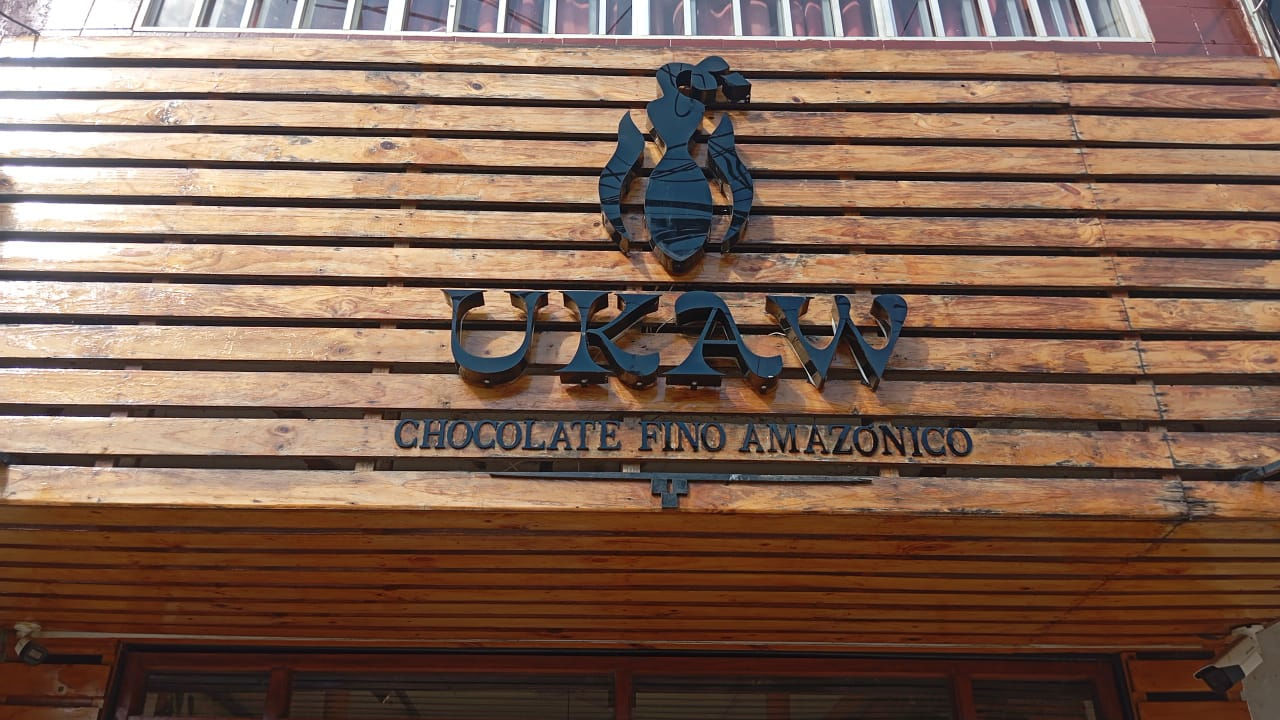 UKAW
CHOCOLATE FINO AMAZÓNICO